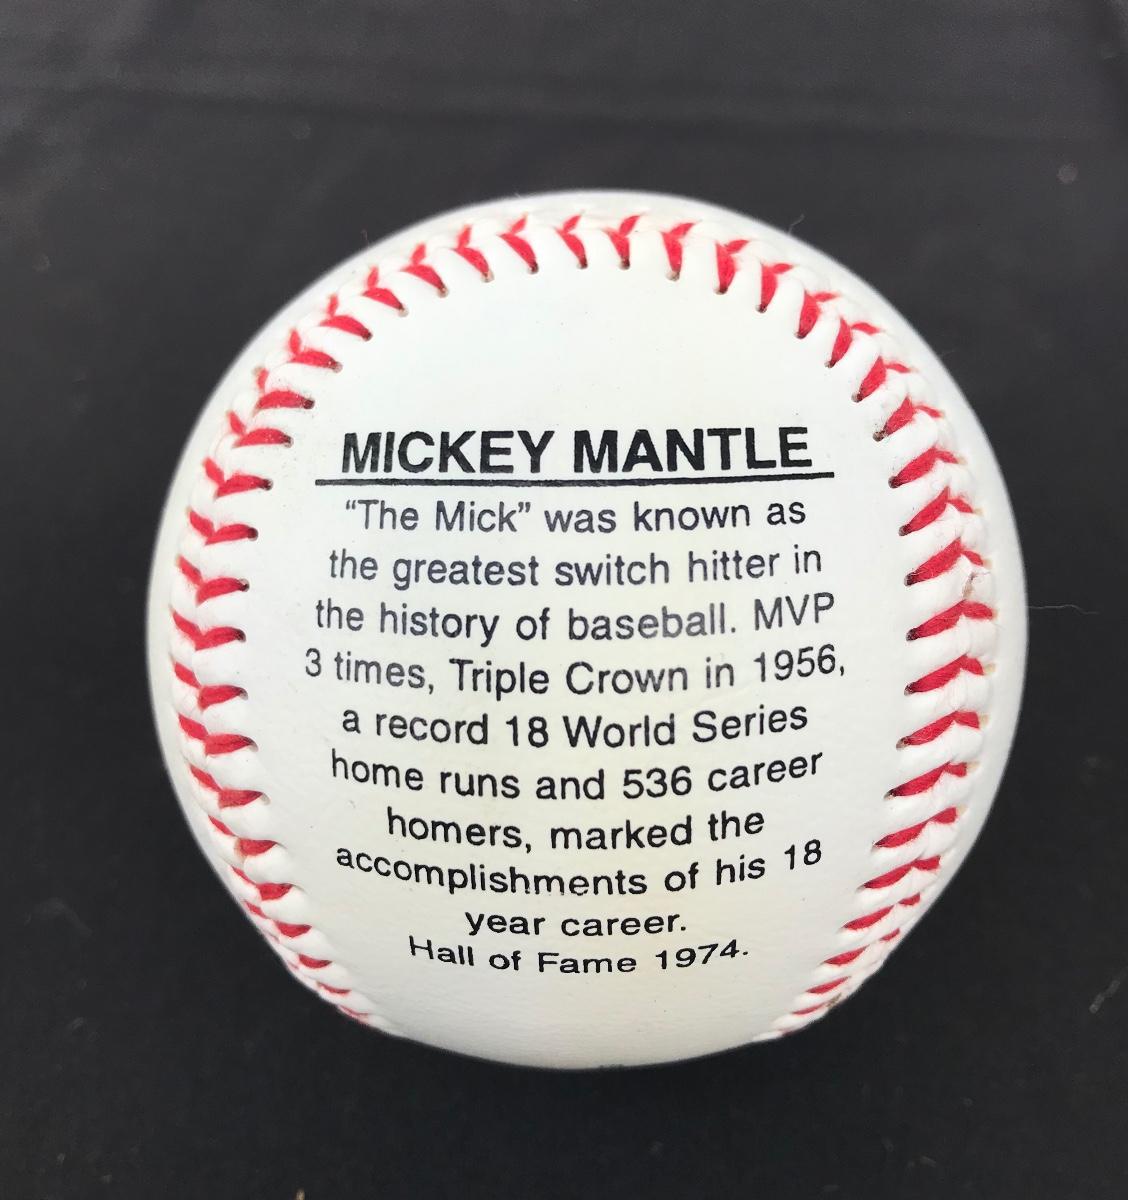 MICKEY MANTLE
“The Mick” was known as
the greatest switch hitter in
the history of baseball. MVP
3 times, Triple Crown in 1956,
a record 18 World Series
home runs and 536 career
homers, marked the
accomplishments of his 18
year career.
Hall of Fame 1974.